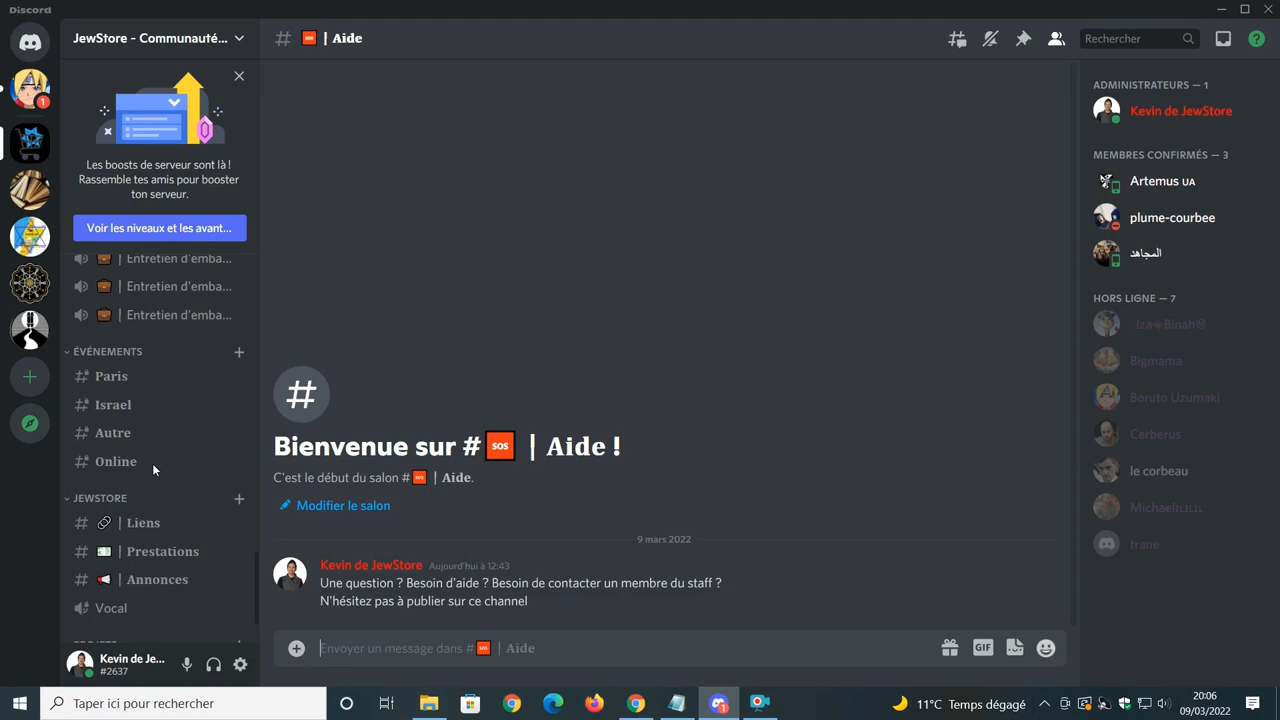 Discord
JewStore - Communauté...
Les boosts de serveur sont là !
Rassemble tes amis pour booster
ton serveur.
Voir les niveaux et les avant...
| Entretien d'emba...
| Entretien d'emba...
| Entretien d'emba...
ÉVÉNEMENTS
Paris
Israel
Autre
Online
JEWSTORE
| Liens
| Prestations
| Annonces
Vocal
Kevin de Je...
#2637
# SOS | Aide
Rechercher
Bienvenue sur # SOS | Aide !
C'est le début du salon # SOS | Aide.
Modifier le salon
9 mars 2022
Kevin de JewStore Aujourd'hui à 12:43
Une question ? Besoin d'aide ? Besoin de contacter un membre du staff ?
N'hésitez pas à publier sur ce channel
Envoyer un message dans # SOS | Aide
GIF
ADMINISTRATEURS — 1
Kevin de JewStore
MEMBRES CONFIRMÉS — 3
Artemus UA
plume-courbee
المجاهد
HORS LIGNE — 7
Bigmama
Boruto Uzumaki
Cerberus
le corbeau
trane
Taper ici pour rechercher
11°C Temps dégagé
20:06
09/03/2022